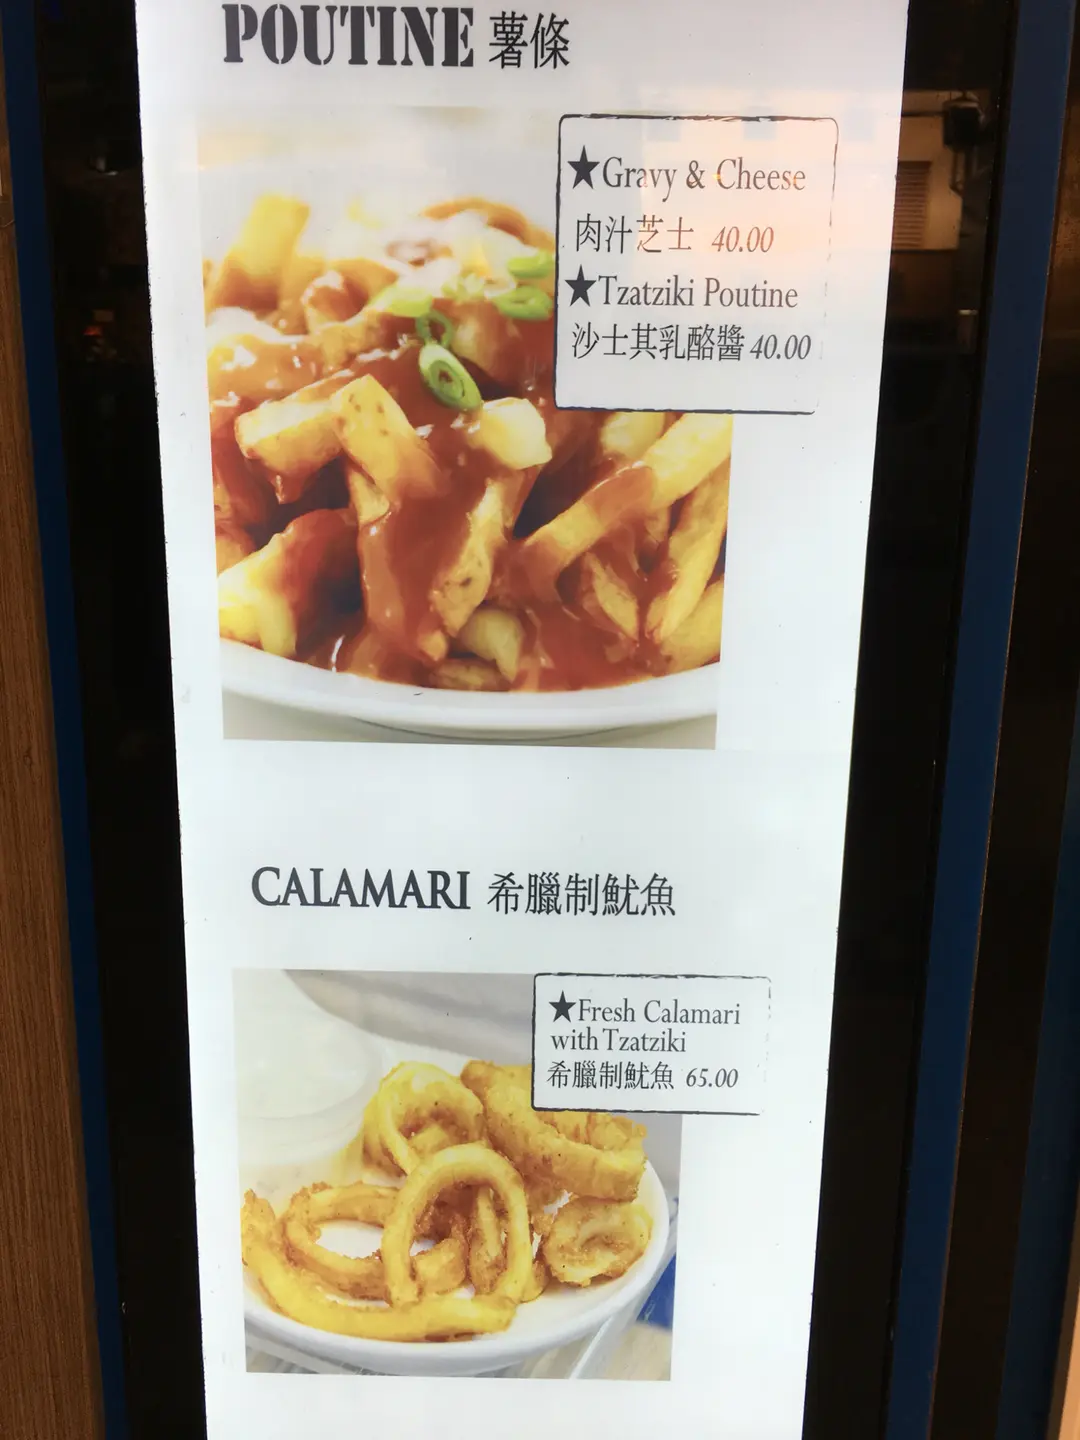 POUTINE 薯條
★Gravy & Cheese
肉汁芝士 40.00
★Tzatziki Poutine
沙士其乳酪醬 40.00
CALAMARI 希臘制魷魚
★Fresh Calamari
with Tzatziki
希臘制魷魚 65.00